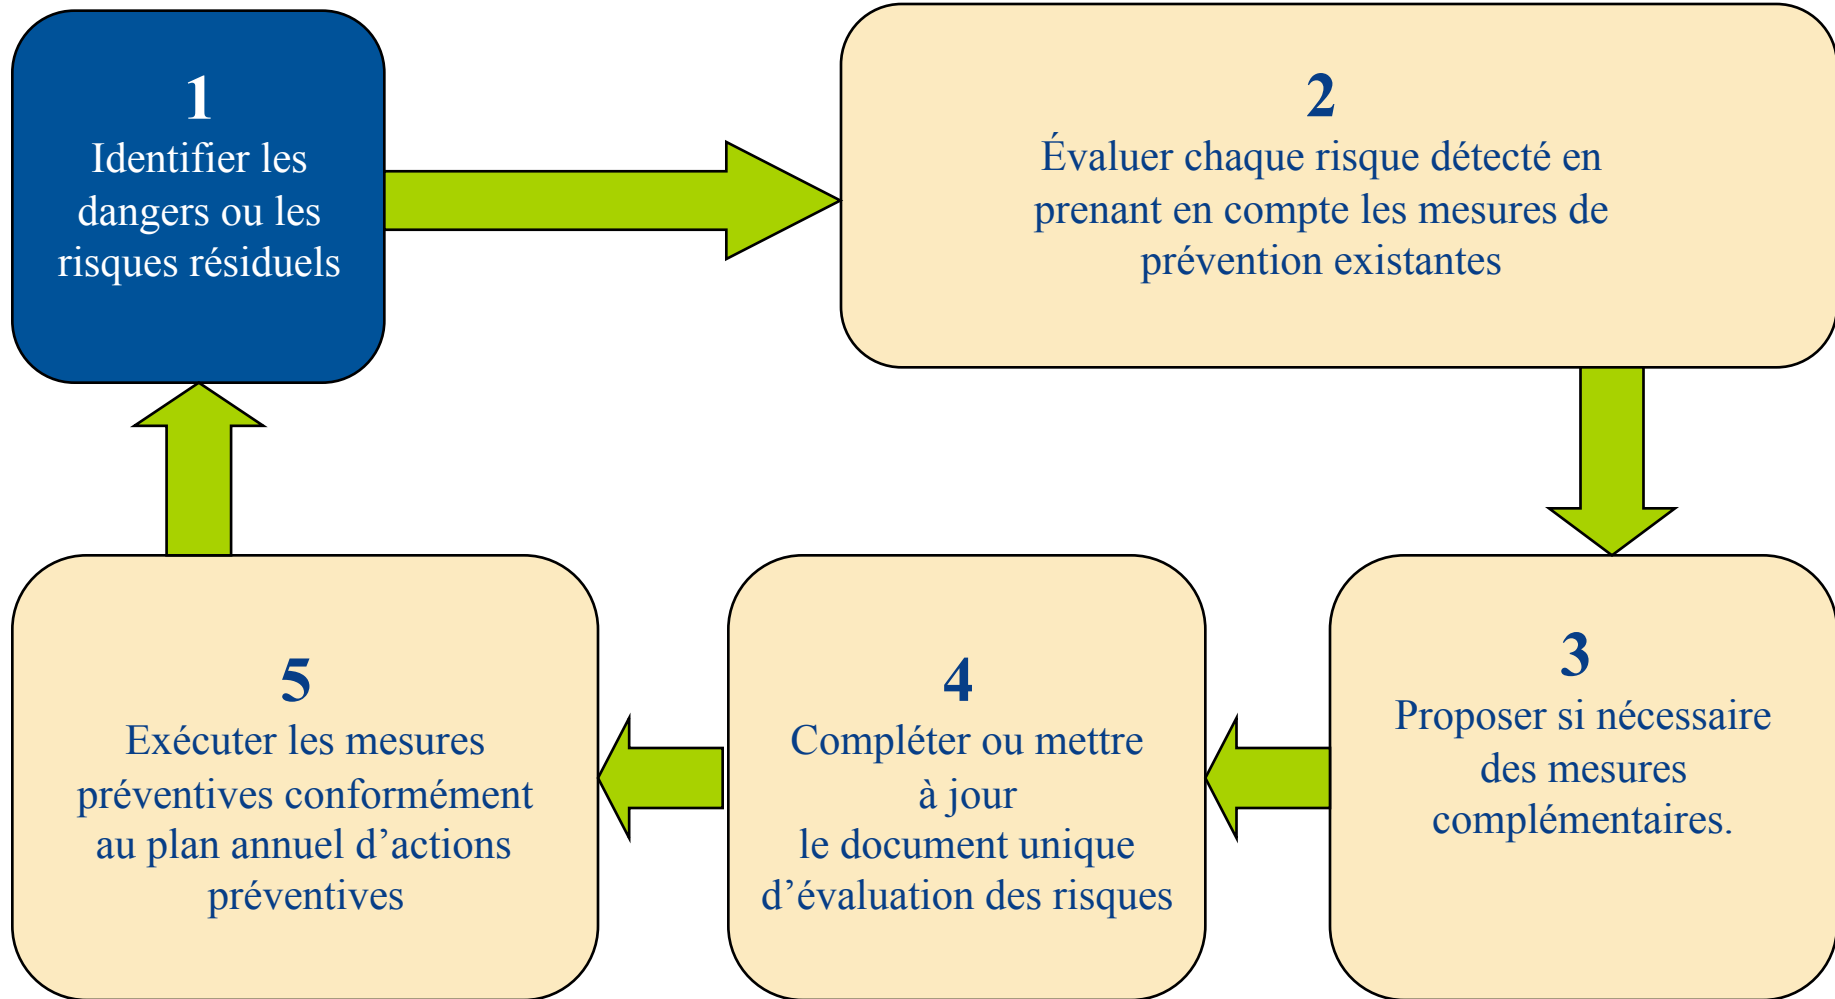 1
Identifier les
dangers ou les
risques résiduels
2
Évaluer chaque risque détecté en
prenant en compte les mesures de
prévention existantes
3
Proposer si nécessaire
des mesures
complémentaires.
4
Compléter ou mettre
à jour
le document unique
d’évaluation des risques
5
Exécuter les mesures
préventives conformément
au plan annuel d’actions
préventives